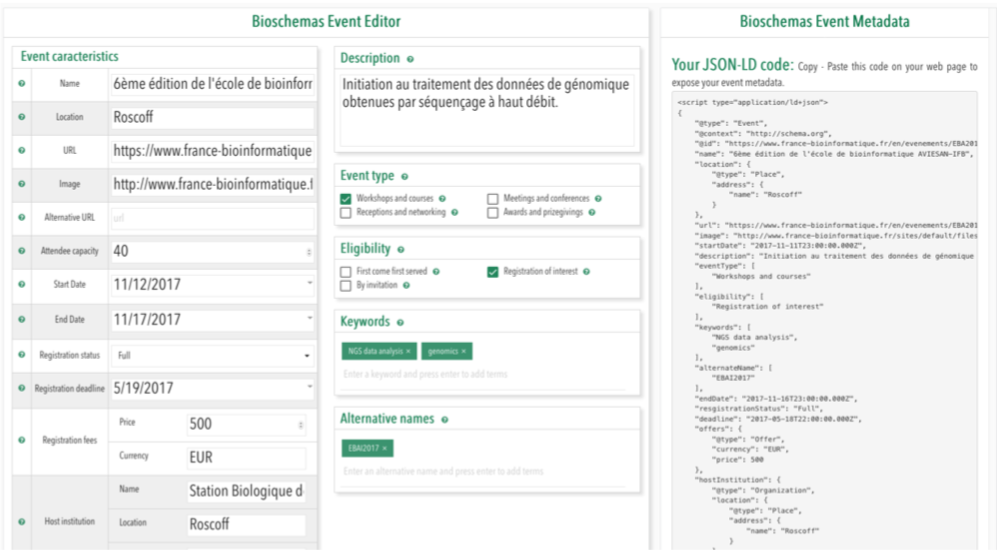 Bioschemas Event Editor
Event caracteristics
Name
6ème édition de l'école de bioinforr
Location
Roscoff
URL
https://www.france-bioinformatique
Image
http://www.france-bioinformatique.f
Alternative URL
url
Attendee capacity
40
Start Date
11/12/2017
End Date
11/17/2017
Registration status
Full
Registration deadline
5/19/2017
Registration fees
Price
500
Currency
EUR
Host institution
Name
Station Biologique d
Location
Roscoff
Description
Initiation au traitement des données de génomique
obtenues par séquençage à haut débit.
Event type
Workshops and courses
Meetings and conferences
Receptions and networking
Awards and prizegivings
Eligibility
First come first served
Registration of interest
By invitation
Keywords
NGS data analysis ×
genomics ×
Enter a keyword and press enter to add terms
Alternative names
EBAI2017 ×
Enter an alternative name and press enter to add terms
Bioschemas Event Metadata
Your JSON-LD code: Copy - Paste this code on your web page to
expose your event metadata.
<script type="application/ld+json">
{
"@type": "Event",
"@context": "http://schema.org",
"@id": "https://www.france-bioinformatique.fr/en/evenements/EBA201
"name": "6ème édition de l'école de bioinformatique AVIESAN-IFB",
"location": {
"@type": "Place",
"address": {
"name": "Roscoff"
}
},
"url": "https://www.france-bioinformatique.fr/en/evenements/EBA201
"image": "http://www.france-bioinformatique.fr/sites/default/files
"startDate": "2017-11-11T23:00:00.000Z",
"description": "Initiation au traitement des données de génomique
"eventType": [
"Workshops and courses"
],
"eligibility": [
"Registration of interest"
],
"keywords": [
"NGS data analysis",
"genomics"
],
"alternateName": [
"EBAI2017"
],
"endDate": "2017-11-16T23:00:00.000Z",
"resgistrationStatus": "Full",
"deadline": "2017-05-18T22:00:00.000Z",
"offers": {
"@type": "Offer",
"currency": "EUR",
"price": 500
},
"hostInstitution": {
"@type": "Organization",
"location": {
"@type": "Place",
"address": {
"name": "Roscoff"
}